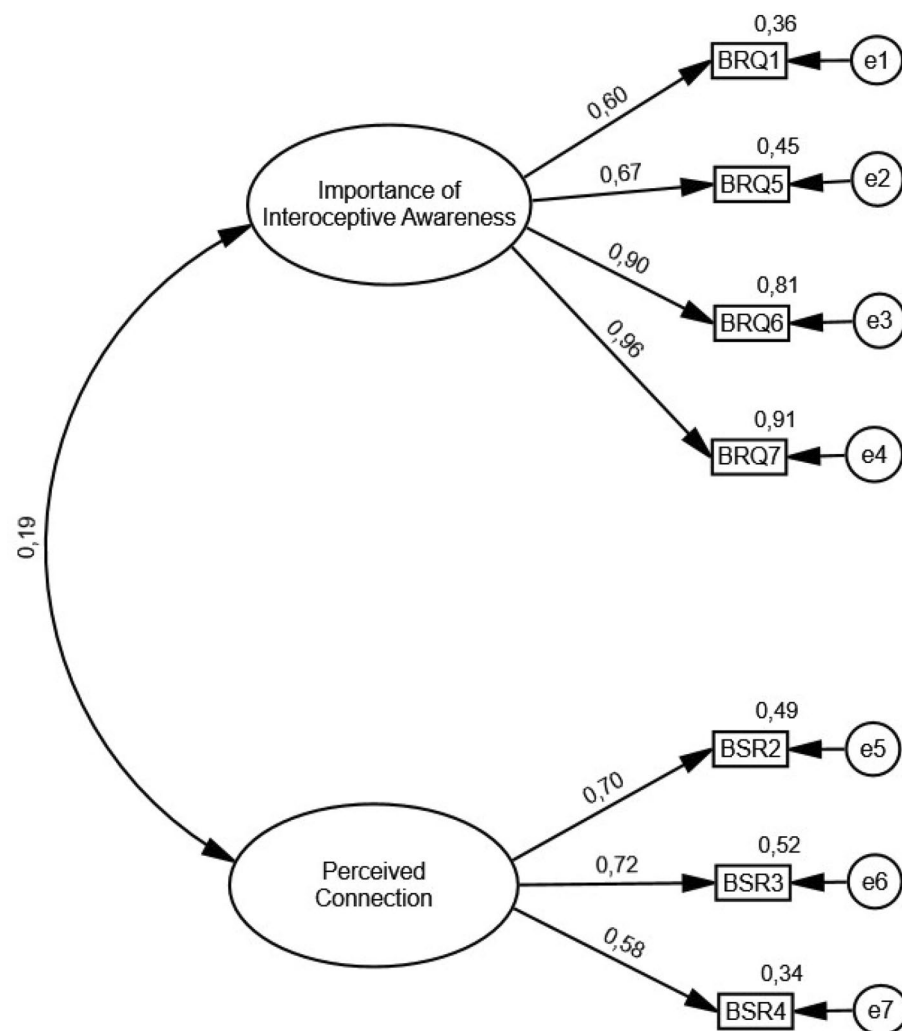 0,36
BRQ1
e1
0,60
0,45
BRQ5
e2
0,67
Importance of
Interoceptive Awareness
0,90
0,81
BRQ6
e3
0,96
0,91
BRQ7
e4
0,19
0,49
BSR2
e5
0,70
0,52
BSR3
e6
0,72
Perceived
Connection
0,58
0,34
BSR4
e7